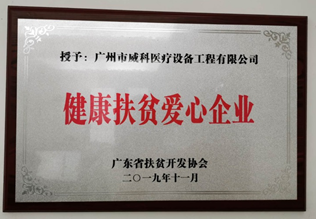 授予：广州市威科医疗设备工程有限公司
健康扶贫爱心企业
广东省扶贫开发协会
二〇一九年十一月